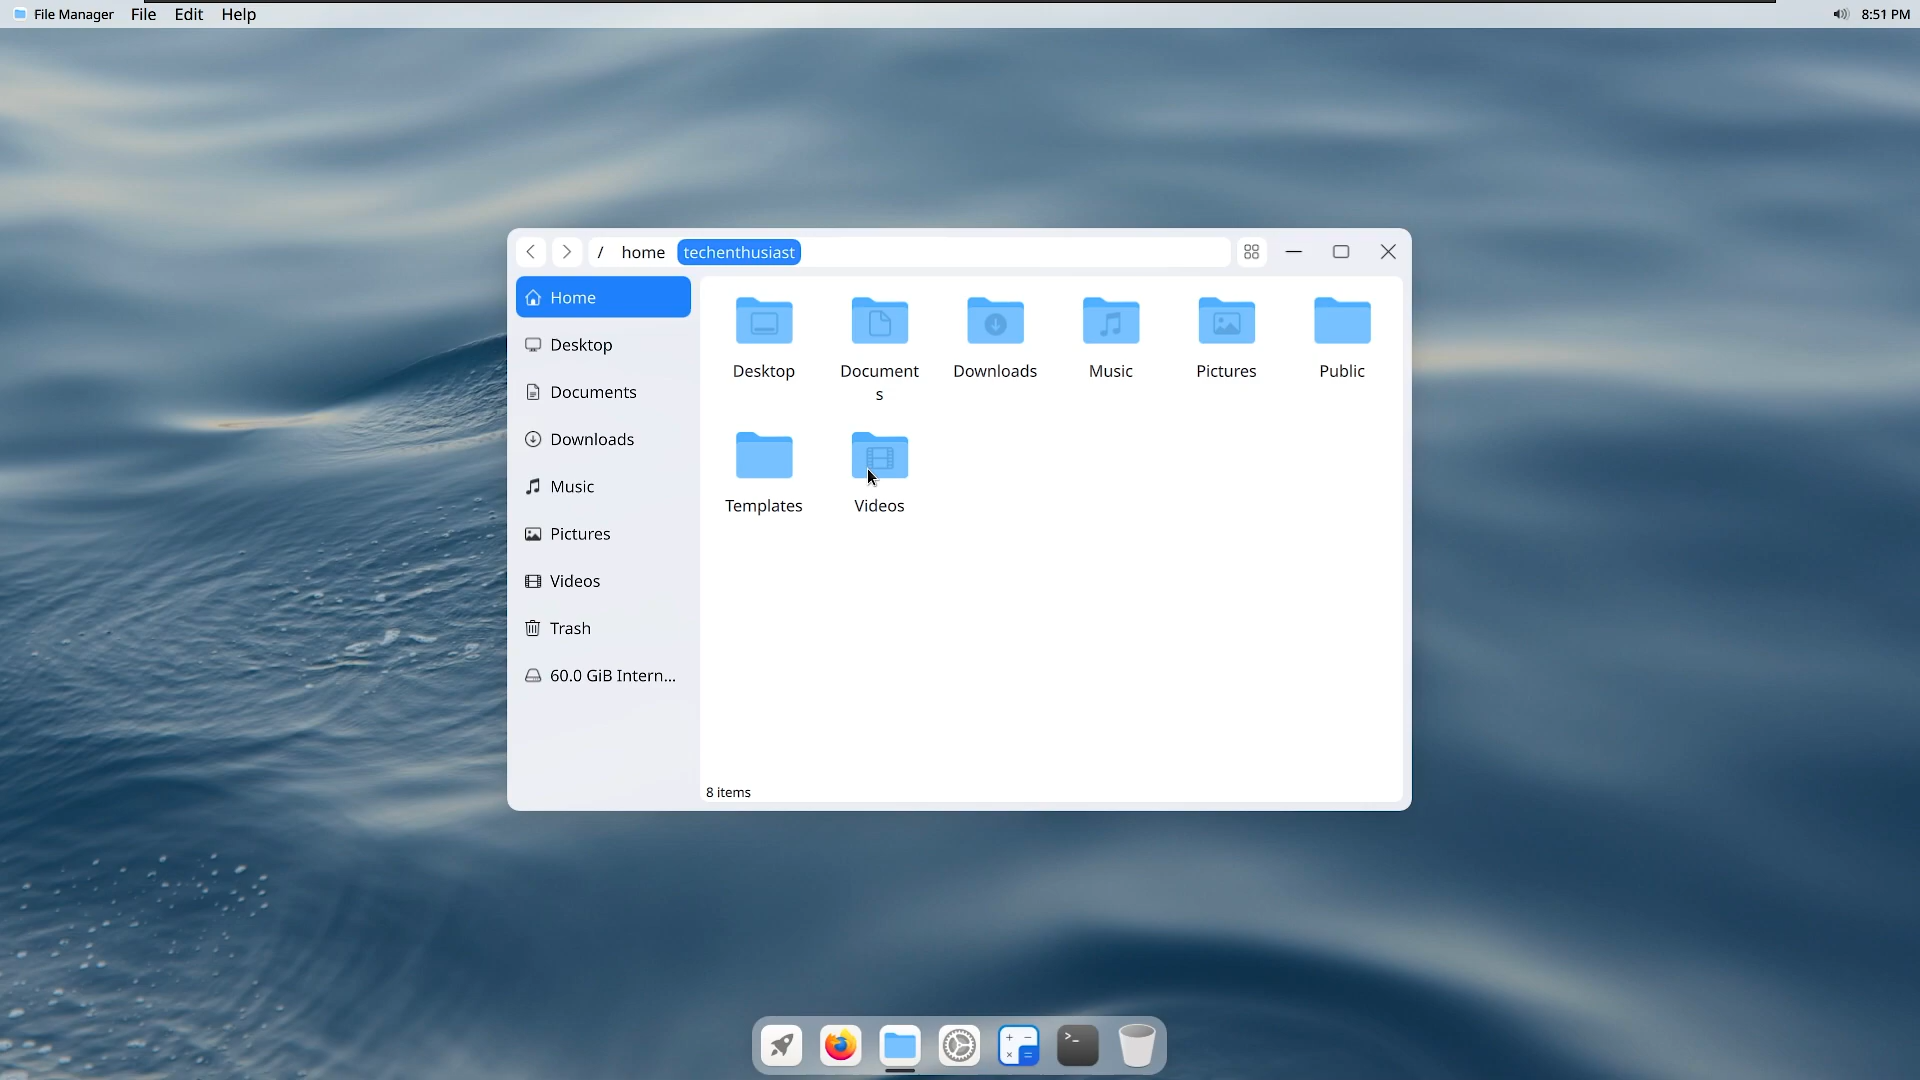 File Manager File Edit Help 8:51 PM
/ home techenthusiast
Home
Desktop
Documents
Downloads
Music
Pictures
Videos
Trash
60.0 GiB Intern...
Desktop Document Downloads Music Pictures Public
s
Templates Videos
8 items
>_